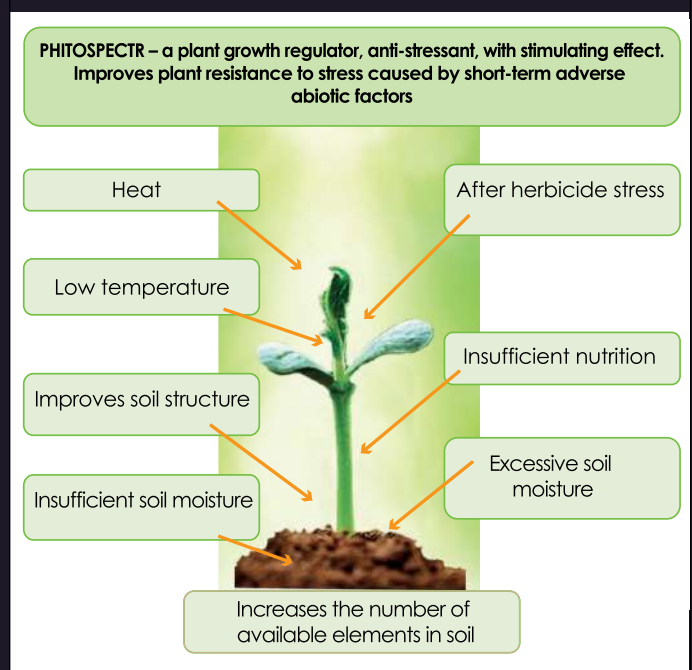 PHITOSPECTR – a plant growth regulator, anti-stressant, with stimulating effect.
Improves plant resistance to stress caused by short-term adverse
abiotic factors
Heat
After herbicide stress
Low temperature
Insufficient nutrition
Improves soil structure
Excessive soil
moisture
Insufficient soil moisture
Increases the number of
available elements in soil